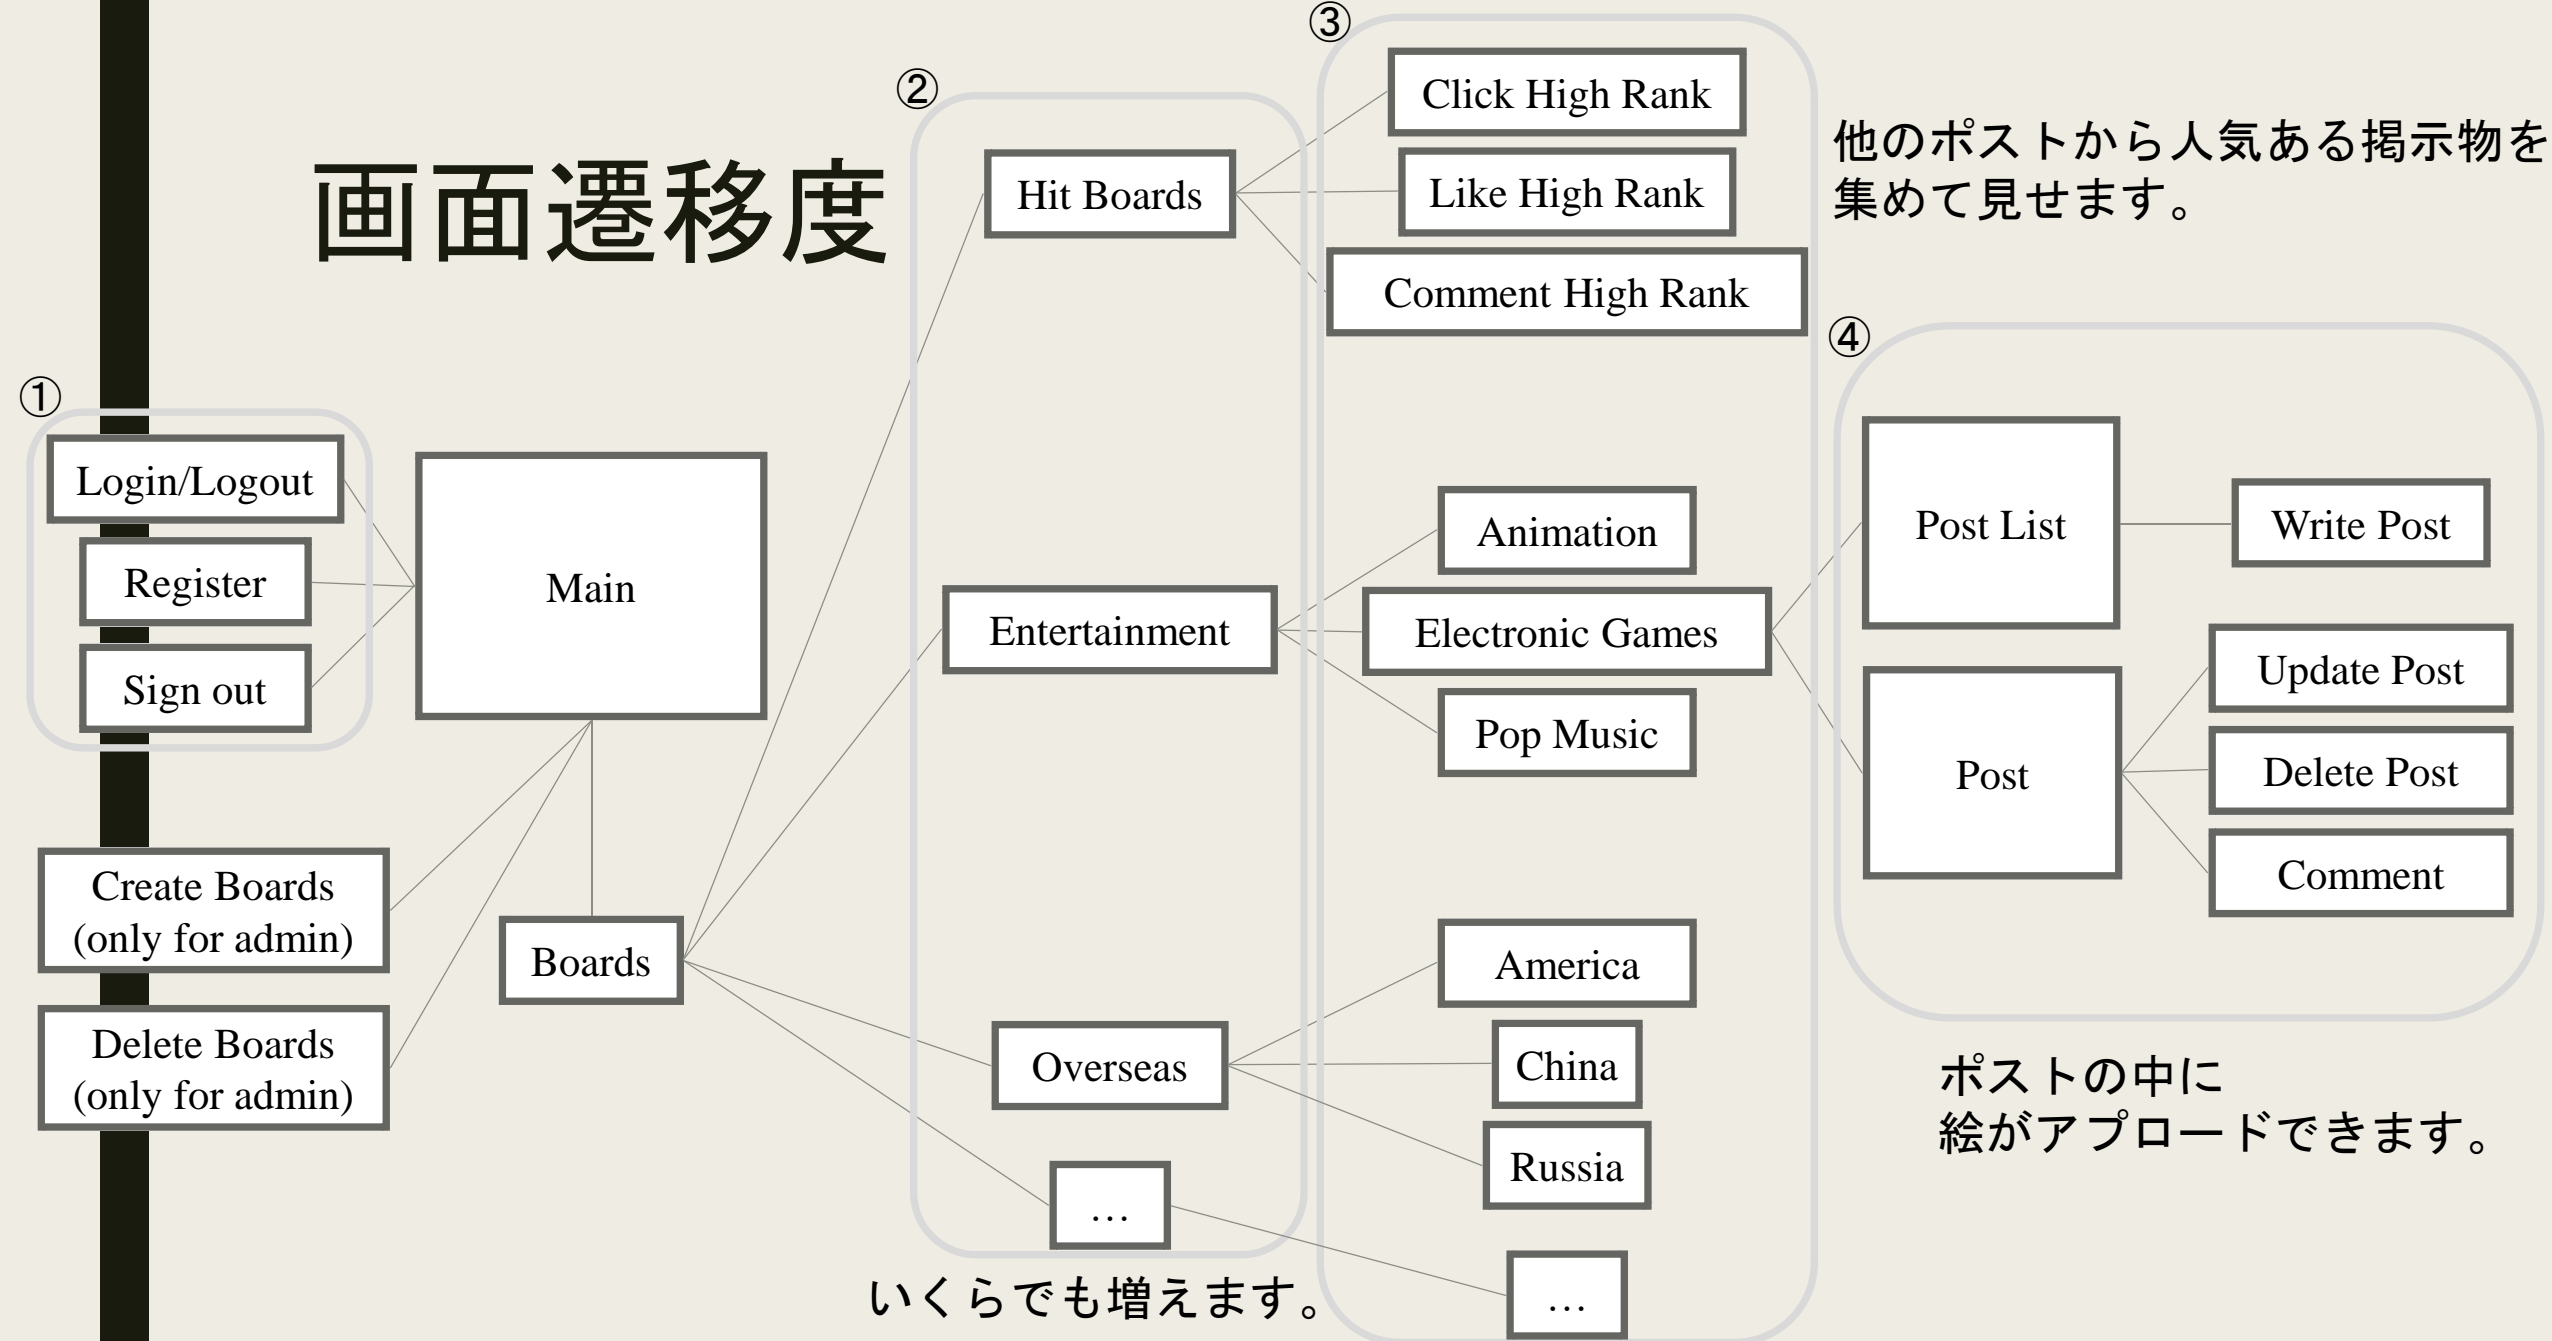 画面遷移度
①
Login/Logout
Register
Sign out
Main
Create Boards
(only for admin)
Delete Boards
(only for admin)
Boards
②
Hit Boards
Entertainment
Overseas
…
いくらでも増えます。
③
Click High Rank
Like High Rank
Comment High Rank
Animation
Electronic Games
Pop Music
America
China
Russia
…
他のポストから人気ある掲示物を
集めて見せます。
④
Post List
Write Post
Post
Update Post
Delete Post
Comment
ポストの中に
絵がアプロードできます。